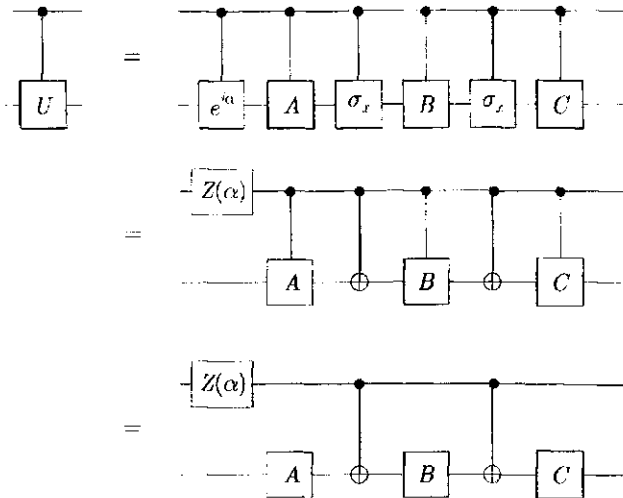 U = e^{iα} A σ_x B σ_x C
Z(α)
= A B C
Z(α)
= A B C